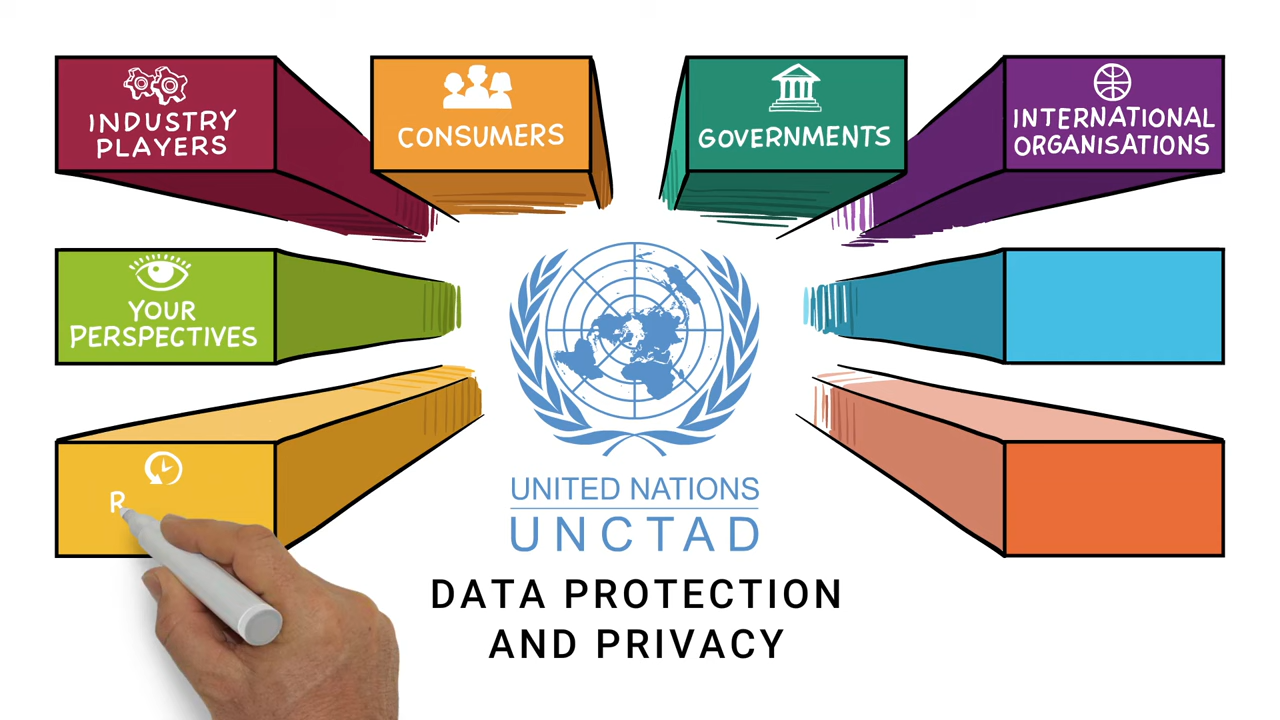 INDUSTRY
PLAYERS
CONSUMERS
GOVERNMENTS
INTERNATIONAL
ORGANISATIONS
YOUR
PERSPECTIVES
R
UNITED NATIONS
UNCTAD
DATA PROTECTION
AND PRIVACY